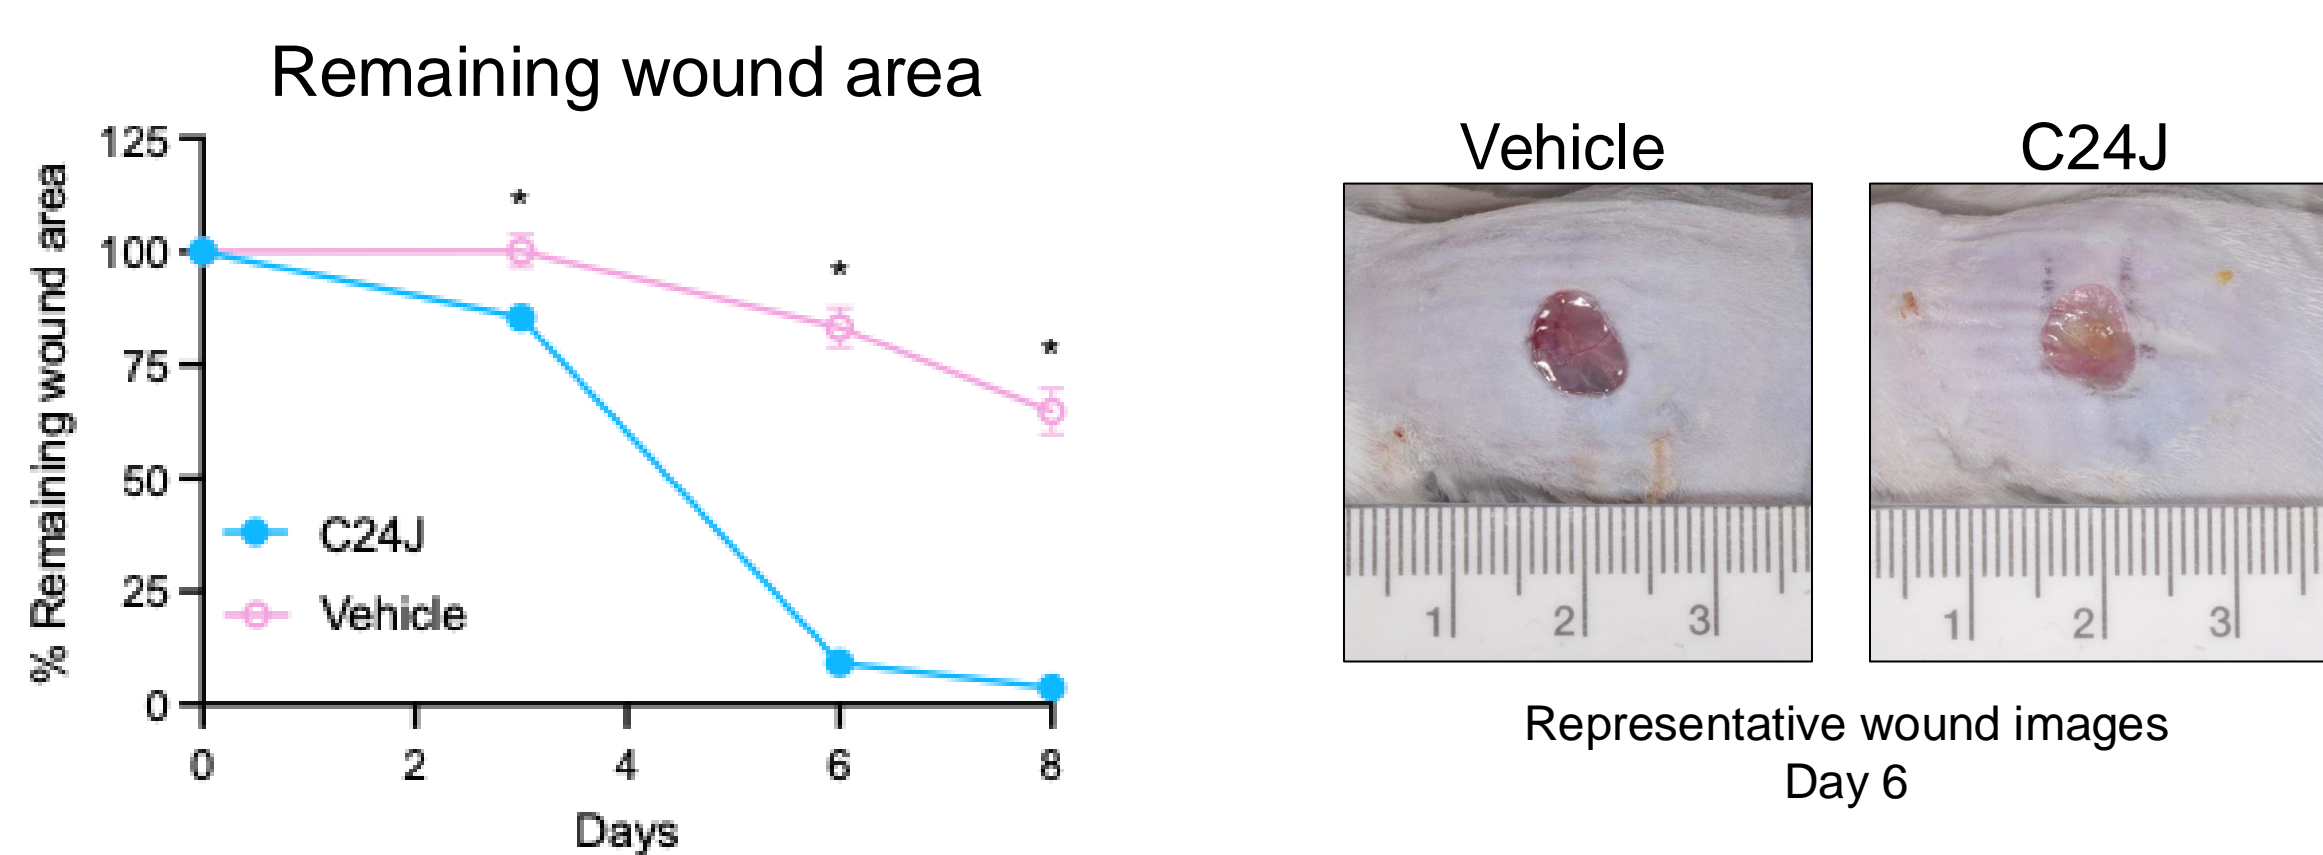 Remaining wound area
125
100
75
50
25
0
% Remaining wound area
*
*
*
C24J
Vehicle
0 2 4 6 8
Days
Vehicle
C24J
1 2 3
1 2 3
Representative wound images
Day 6